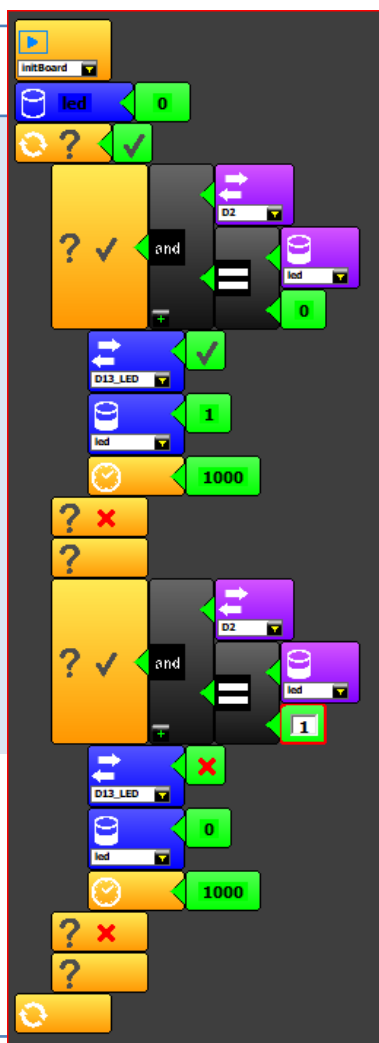 initBoard
led 0
and
D2
led
0
D13_LED
led 1
1000
and
D2
led
1
D13_LED
led 0
1000